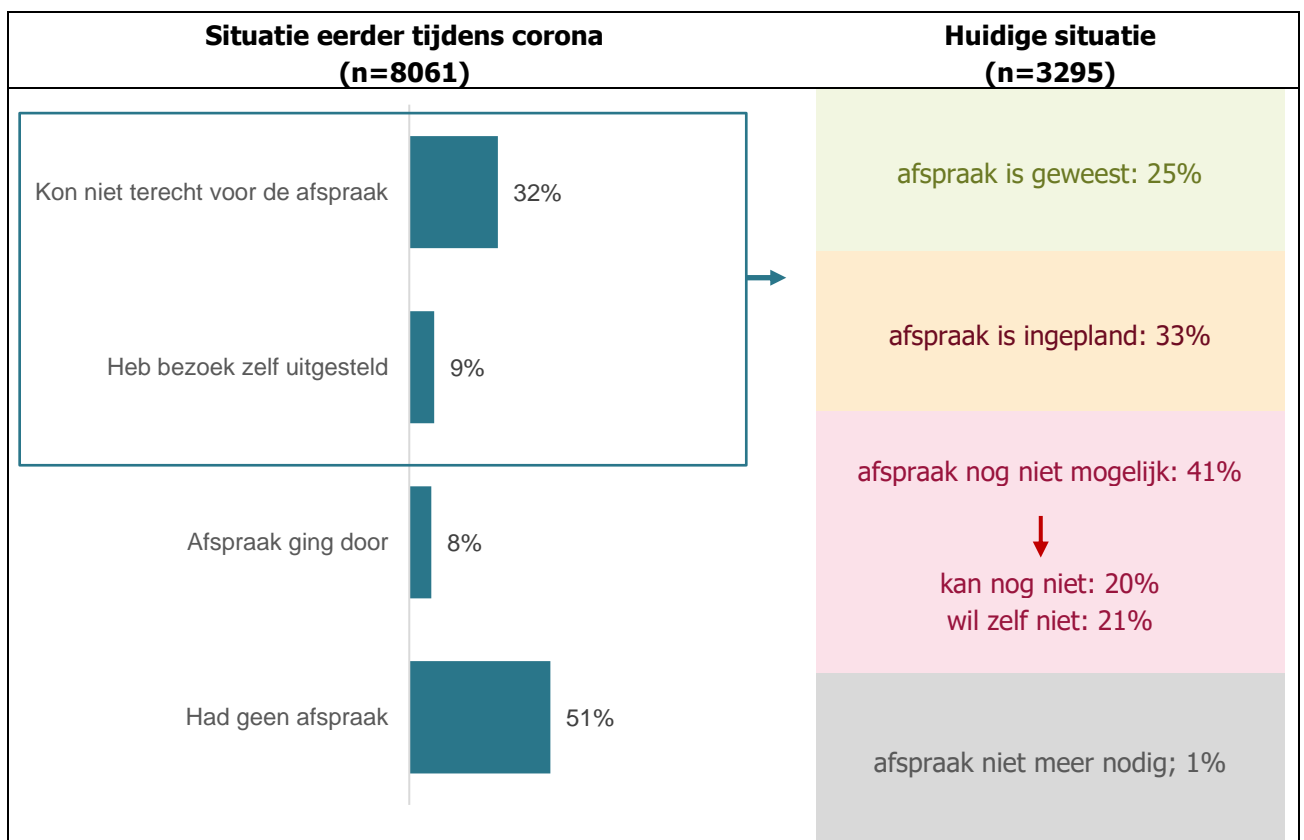 Situatie eerder tijdens corona
(n=8061)
Huidige situatie
(n=3295)
Kon niet terecht voor de afspraak
32%
Heb bezoek zelf uitgesteld
9%
Afspraak ging door
8%
Had geen afspraak
51%
afspraak is geweest: 25%
afspraak is ingepland: 33%
afspraak nog niet mogelijk: 41%
kan nog niet: 20%
wil zelf niet: 21%
afspraak niet meer nodig; 1%